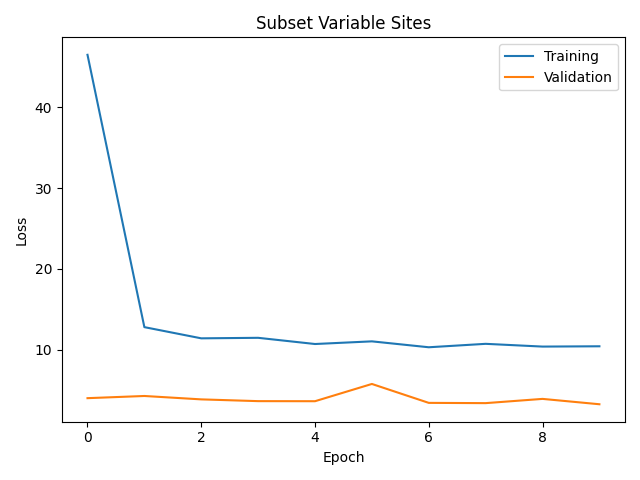 Subset Variable Sites
Training
Validation
Loss
40
30
20
10
0
2
4
6
8
Epoch